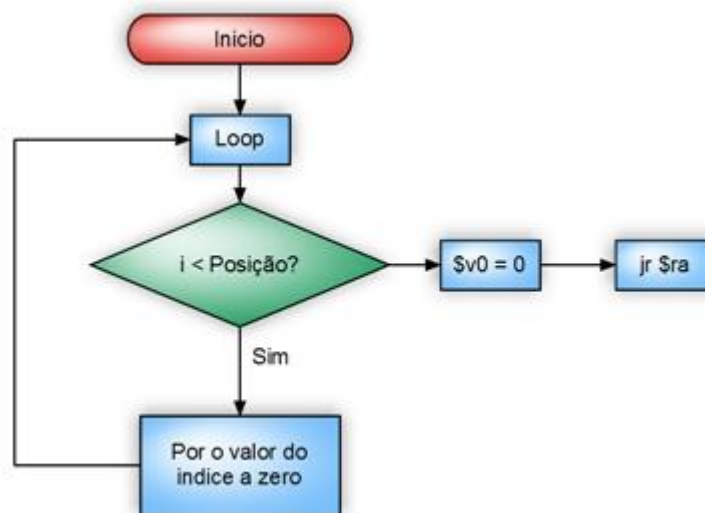 Inicio
Loop
i < Posição?
$v0 = 0
jr $ra
Sim
Por o valor do
indice a zero